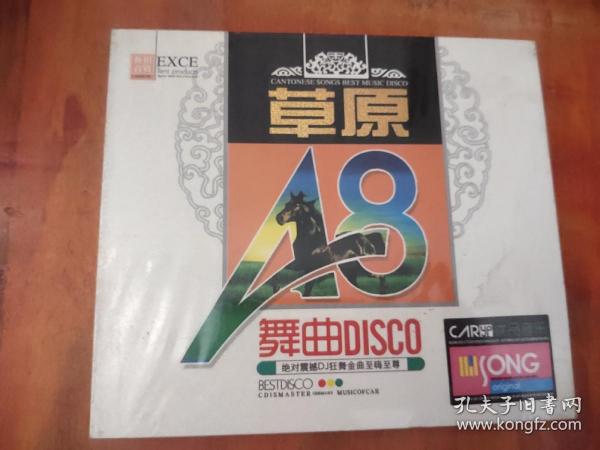 EXCE
CANTONESE SONGS BEST MUSIC DISCO
草原
A8
舞曲DISCO
绝对震撼DJ狂舞金曲至嗨至尊
BESTDISCO
CDISMASTER GERMANY MUSICOFCAR
CAR
SONG
original
孔夫子旧书网
www.kongfz.com